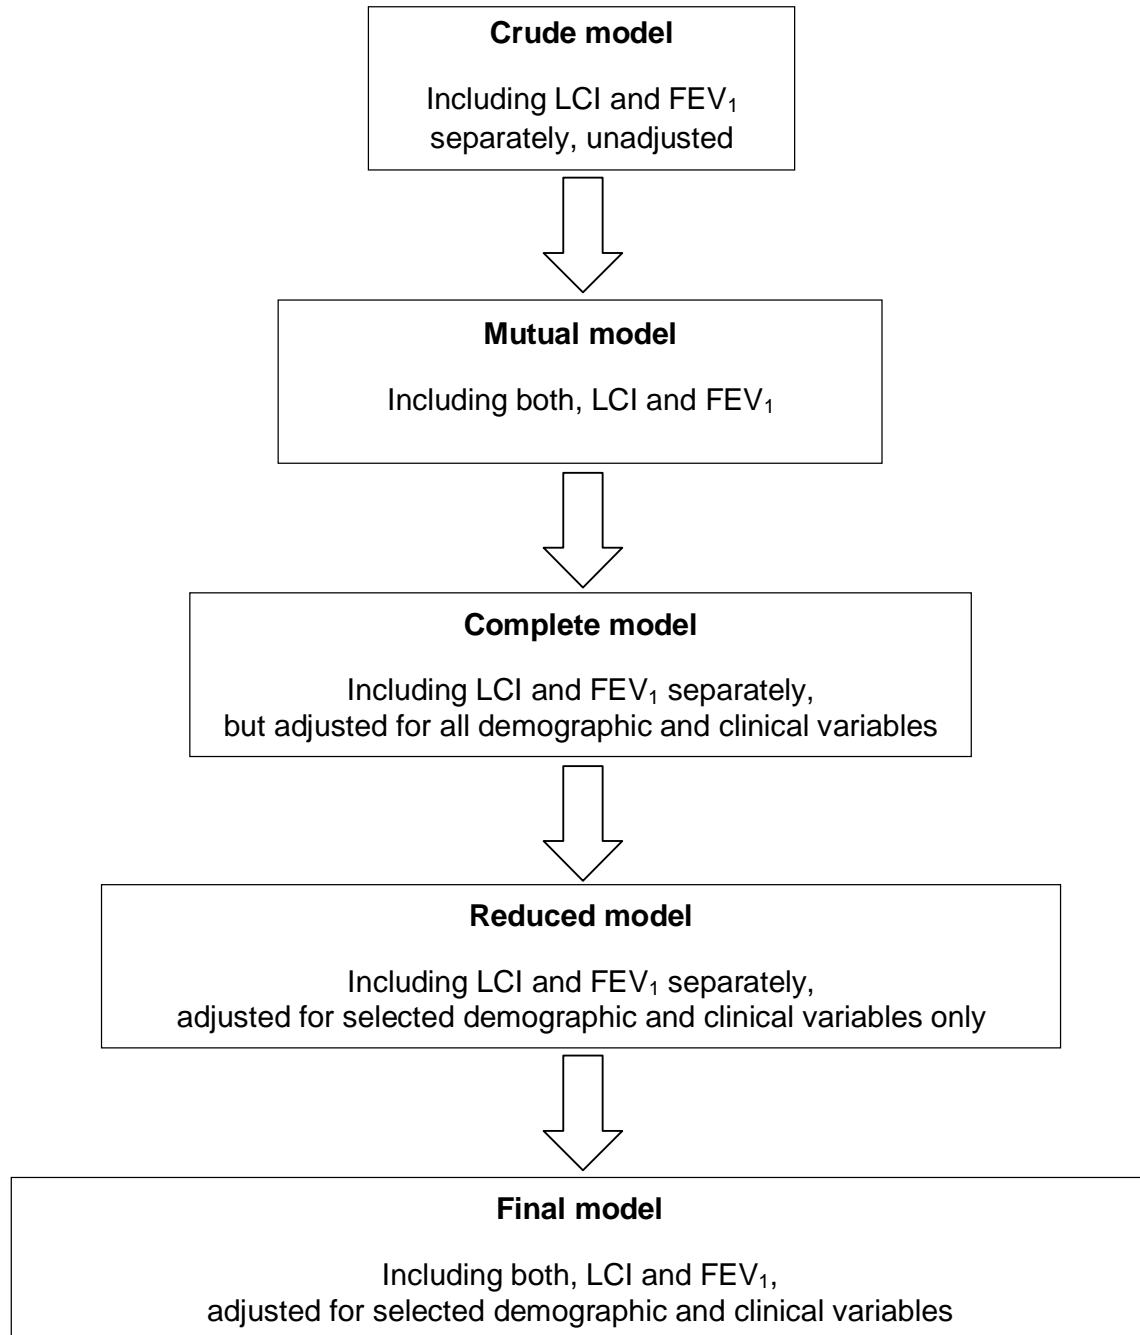 Crude model
Including LCI and FEV₁
separately, unadjusted
Mutual model
Including both, LCI and FEV₁
Complete model
Including LCI and FEV₁ separately,
but adjusted for all demographic and clinical variables
Reduced model
Including LCI and FEV₁ separately,
adjusted for selected demographic and clinical variables only
Final model
Including both, LCI and FEV₁,
adjusted for selected demographic and clinical variables